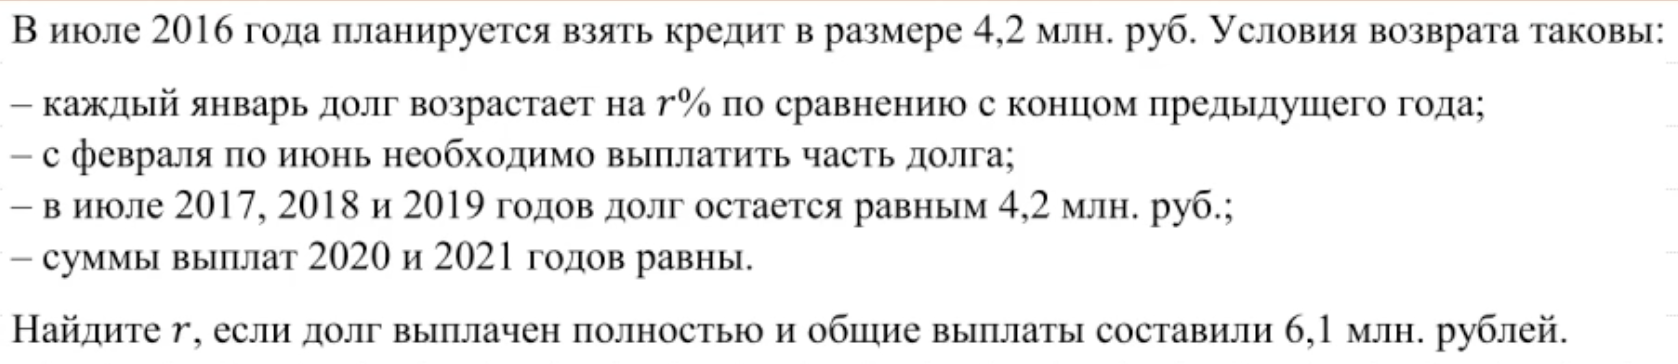 В июле 2016 года планируется взять кредит в размере 4,2 млн. руб. Условия возврата таковы:
– каждый январь долг возрастает на r% по сравнению с концом предыдущего года;
– с февраля по июнь необходимо выплатить часть долга;
– в июле 2017, 2018 и 2019 годов долг остается равным 4,2 млн. руб.;
– суммы выплат 2020 и 2021 годов равны.
Найдите r, если долг выплачен полностью и общие выплаты составили 6,1 млн. рублей.